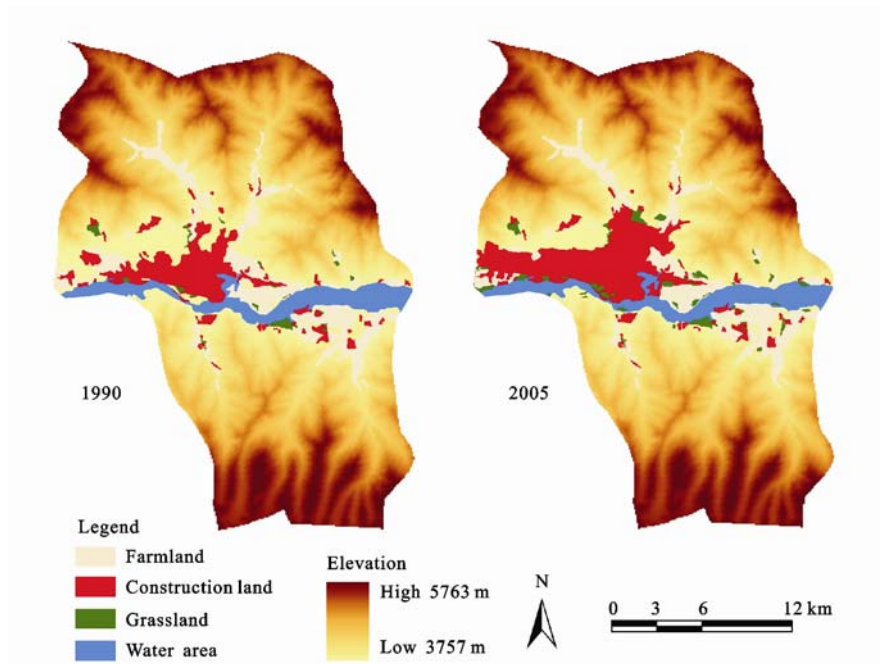 1990
2005
Legend
Farmland
Construction land
Grassland
Water area
Elevation
High 5763 m
Low 3757 m
N
0 3 6 12 km